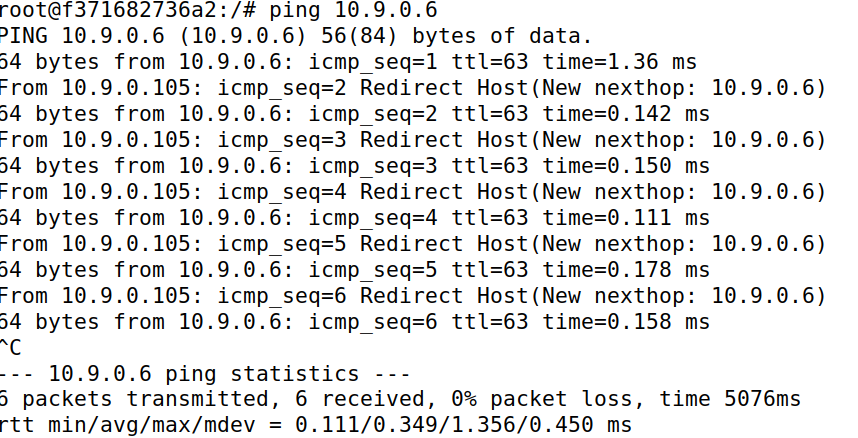 root@f371682736a2:/# ping 10.9.0.6
PING 10.9.0.6 (10.9.0.6) 56(84) bytes of data.
64 bytes from 10.9.0.6: icmp_seq=1 ttl=63 time=1.36 ms
From 10.9.0.105: icmp_seq=2 Redirect Host(New nexthop: 10.9.0.6)
64 bytes from 10.9.0.6: icmp_seq=2 ttl=63 time=0.142 ms
From 10.9.0.105: icmp_seq=3 Redirect Host(New nexthop: 10.9.0.6)
64 bytes from 10.9.0.6: icmp_seq=3 ttl=63 time=0.150 ms
From 10.9.0.105: icmp_seq=4 Redirect Host(New nexthop: 10.9.0.6)
64 bytes from 10.9.0.6: icmp_seq=4 ttl=63 time=0.111 ms
From 10.9.0.105: icmp_seq=5 Redirect Host(New nexthop: 10.9.0.6)
64 bytes from 10.9.0.6: icmp_seq=5 ttl=63 time=0.178 ms
From 10.9.0.105: icmp_seq=6 Redirect Host(New nexthop: 10.9.0.6)
64 bytes from 10.9.0.6: icmp_seq=6 ttl=63 time=0.158 ms
^C
--- 10.9.0.6 ping statistics ---
6 packets transmitted, 6 received, 0% packet loss, time 5076ms
rtt min/avg/max/mdev = 0.111/0.349/1.356/0.450 ms